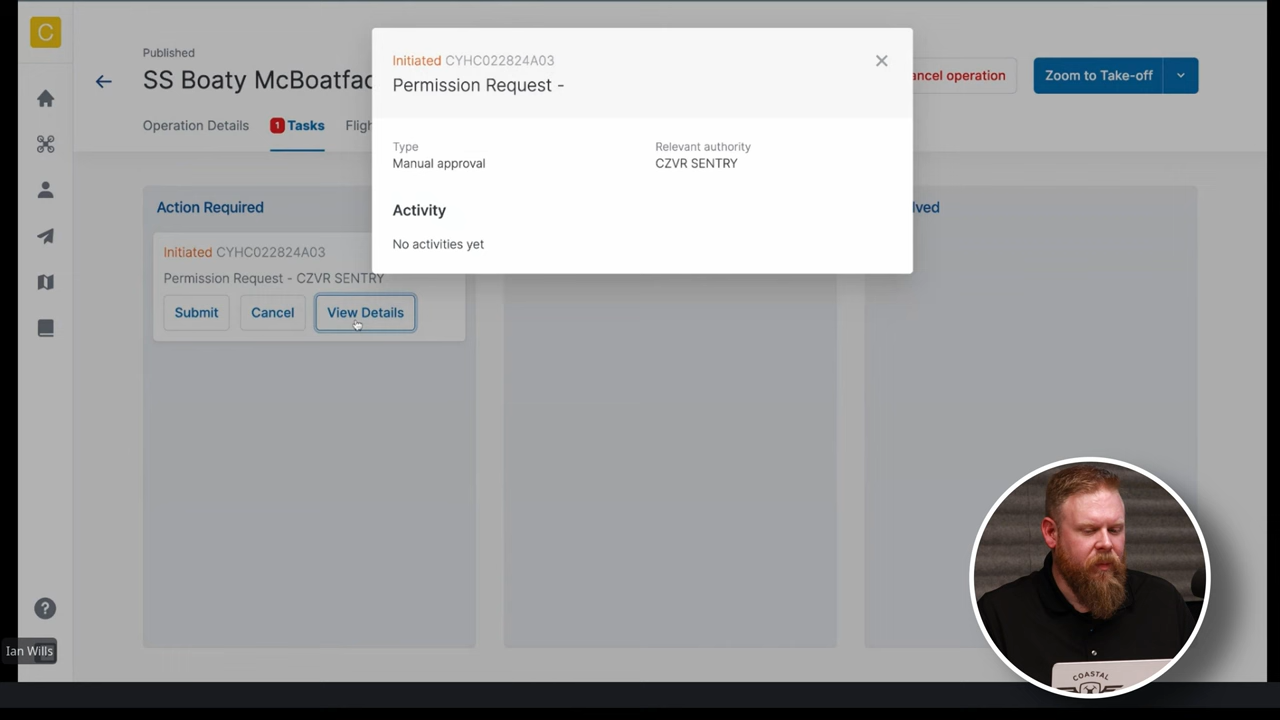 C
Published
SS Boaty McBoatfac
Operation Details
1 Tasks
Fligh
ancel operation
Zoom to Take-off
Initiated CYHC022824A03
Permission Request -
Type
Manual approval
Relevant authority
CZVR SENTRY
Activity
No activities yet
Action Required
lved
Initiated CYHC022824A03
Permission Request - CZVR SENTRY
Submit
Cancel
View Details
?
Ian Wills
COASTAL